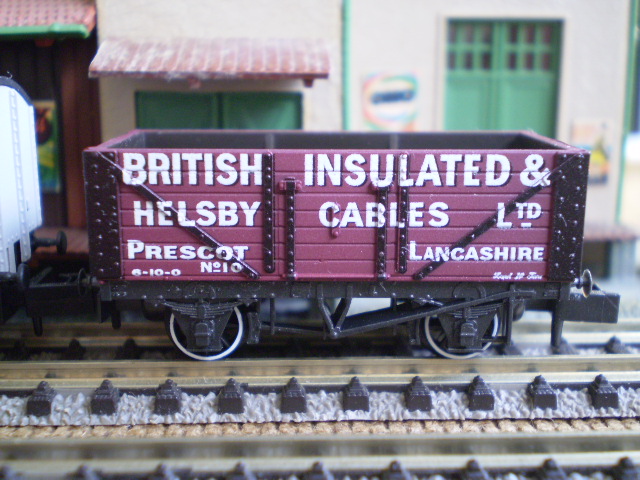 BRITISH INSULATED &
HELSBY CABLES LTD
PRESCOT LANCASHIRE
6-10-0 No10